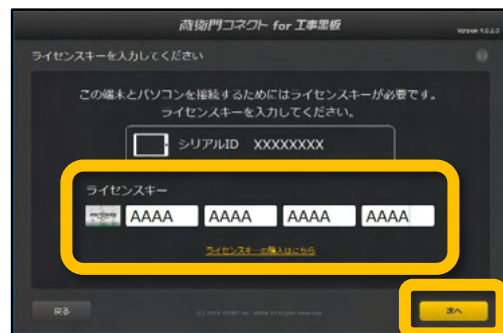 蔵衛門コネクト for 工事黒板
Version 1.0.2.0
ライセンスキーを入力してください
この端末とパソコンを接続するためにはライセンスキーが必要です。
ライセンスキーを入力してください。
シリアルID XXXXXXXX
ライセンスキー
AAAA AAAA AAAA AAAA
ライセンスキーの購入はこちら
戻る
次へ